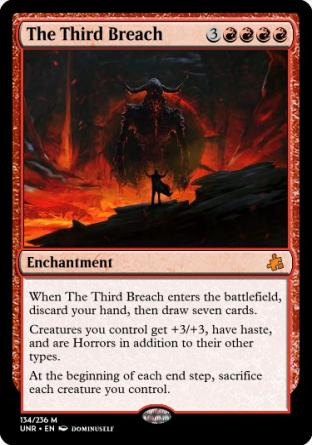 The Third Breach 3
Enchantment
When The Third Breach enters the battlefield,
discard your hand, then draw seven cards.
Creatures you control get +3/+3, have haste,
and are Horrors in addition to their other
types.
At the beginning of each end step, sacrifice
each creature you control.
134/236 M
UNR • EN DOMINUSELF